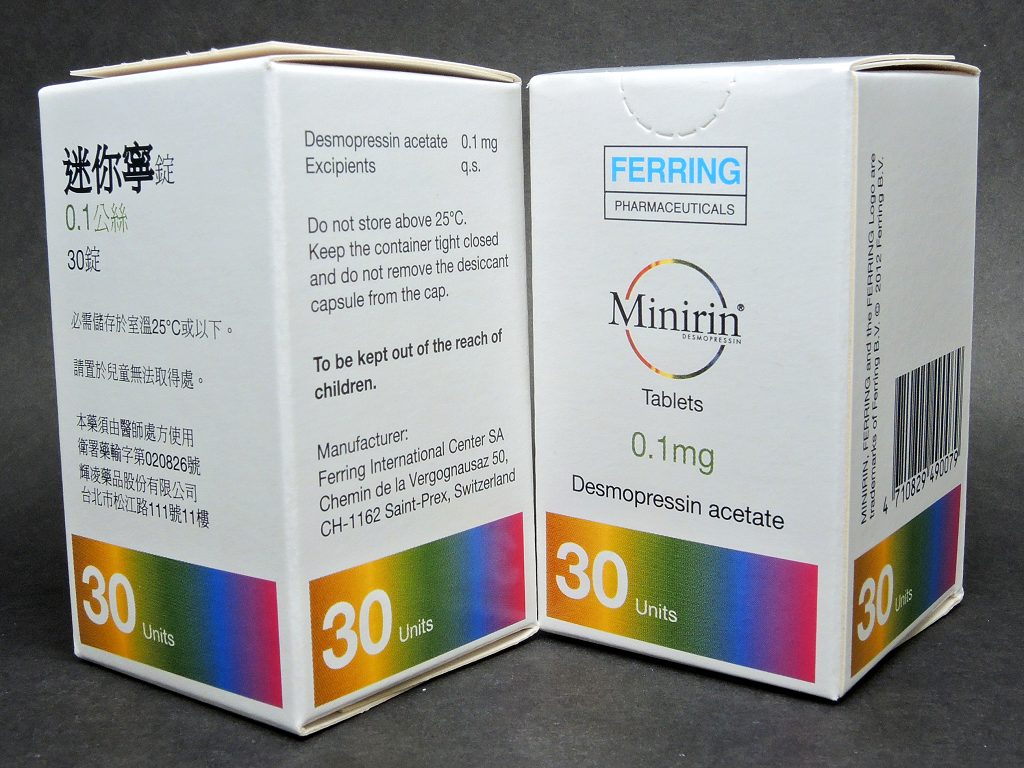 迷你寧錠
0.1公絲
30錠
必需儲存於室溫25°C或以下。
請置於兒童無法取得處。
本藥須由醫師處方使用
衛署藥輸字第020826號
輝凌藥品股份有限公司
台北市松江路111號11樓
30 Units
Desmopressin acetate 0.1 mg
Excipients q.s.
Do not store above 25°C.
Keep the container tight closed
and do not remove the desiccant
capsule from the cap.
To be kept out of the reach of
children.
Manufacturer:
Ferring International Center SA
Chemin de la Vergognausaz 50,
CH-1162 Saint-Prex, Switzerland
30 Units
FERRING
PHARMACEUTICALS
Minirin®
DESMOPRESSIN
Tablets
0.1mg
Desmopressin acetate
30 Units
MINIRIN, FERRING and the FERRING Logo are
tredemarks of Ferring B.V. © 2012 Ferring B.V.
4 710829 490079
30 Units